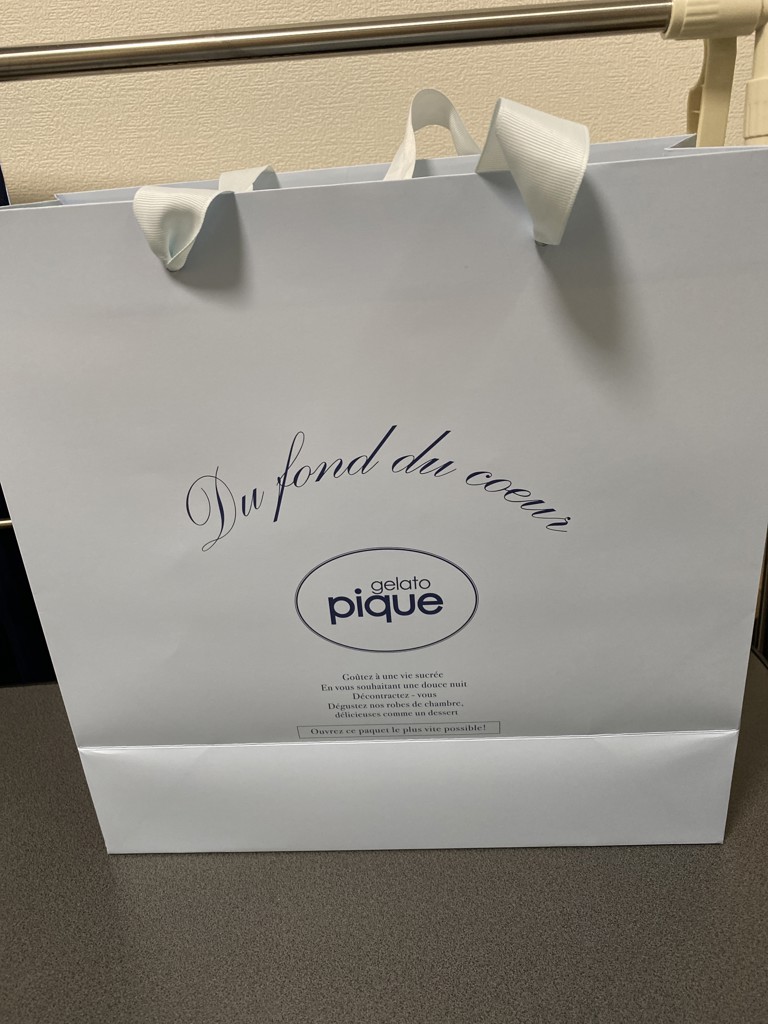 Du fond du coeur
gelato
pique
Goûtez à une vie sucrée
En vous souhaitant une douce nuit
Décontractez - vous
Dégustez nos robes de chambre,
délicieuses comme un dessert
Ouvrez ce paquet le plus vite possible!